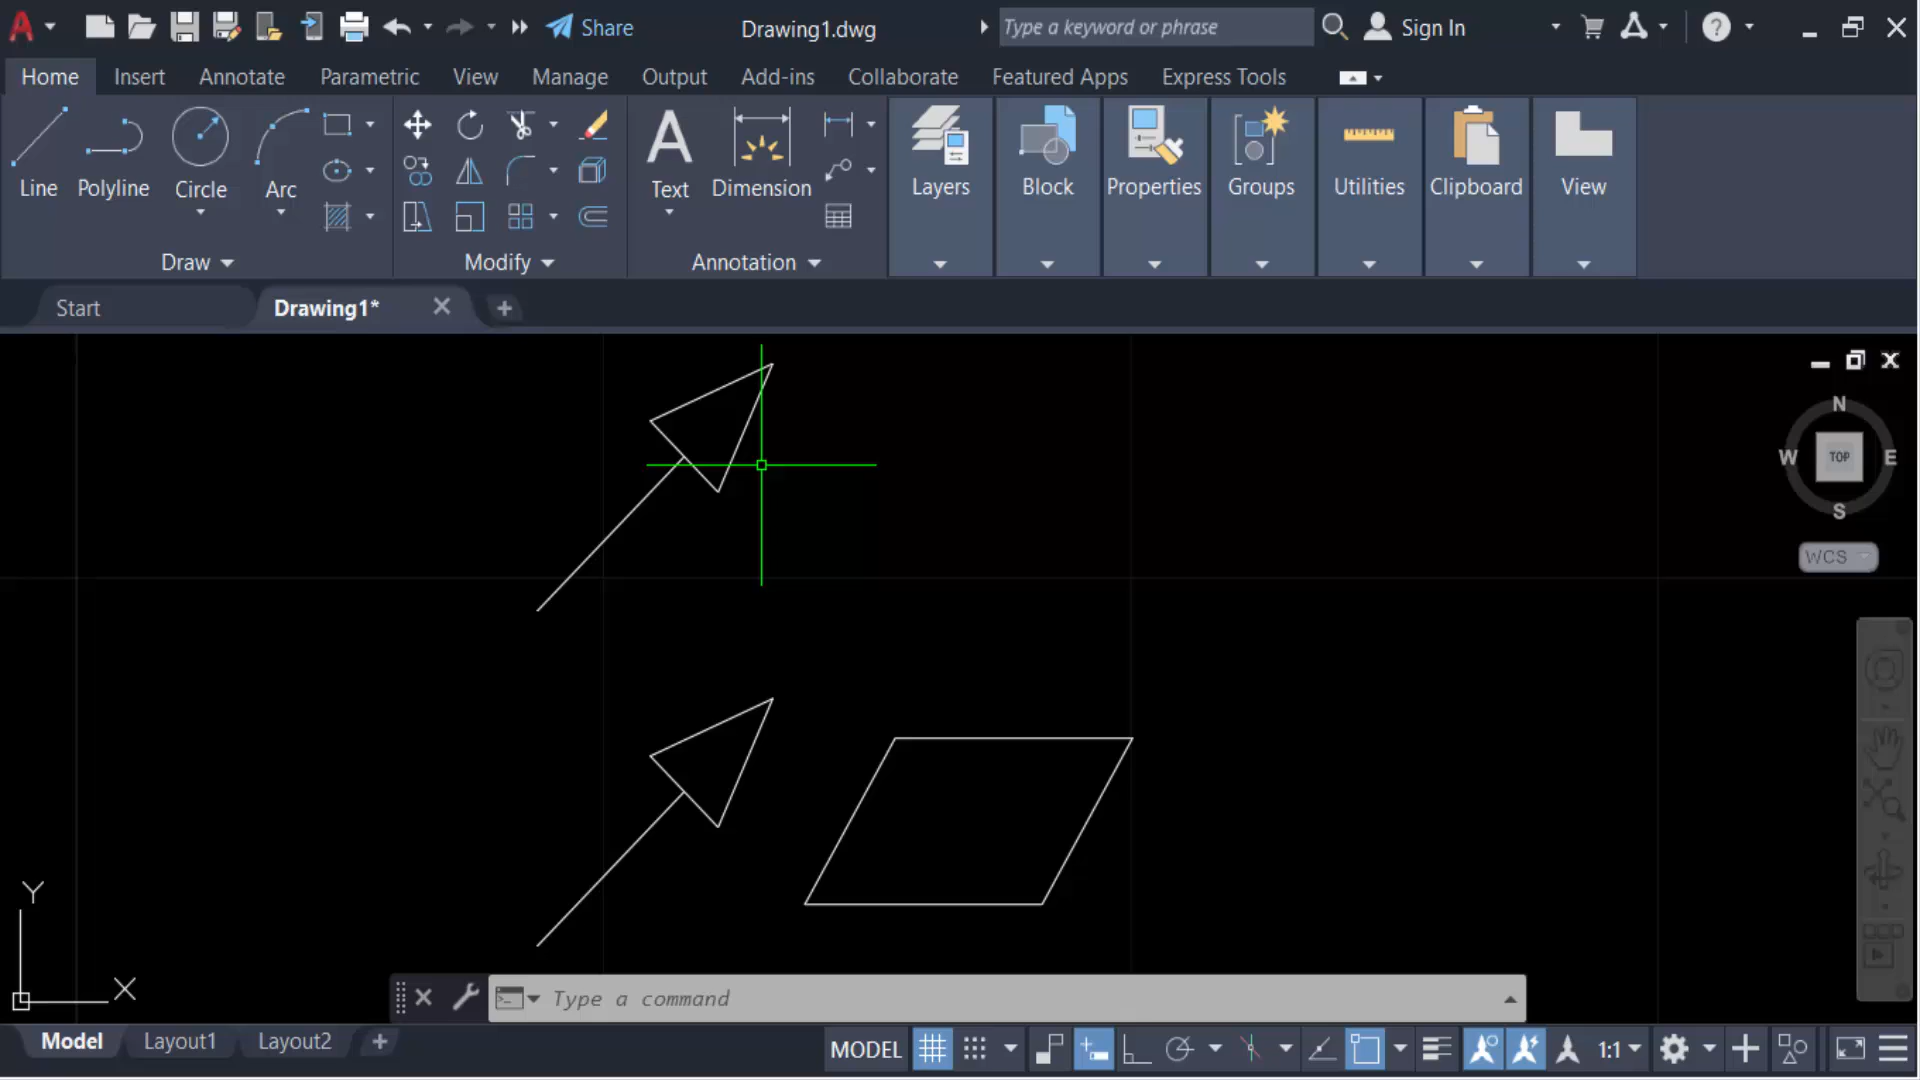 A Share Drawing1.dwg Type a keyword or phrase Sign In
Home Insert Annotate Parametric View Manage Output Add-ins Collaborate Featured Apps Express Tools
Line Polyline Circle Arc A Text Dimension Layers Block Properties Groups Utilities Clipboard View
Draw Modify Annotation
Start Drawing1*
N
W TOP E
S
WCS
Y
X
Type a command
Model Layout1 Layout2 MODEL 1:1